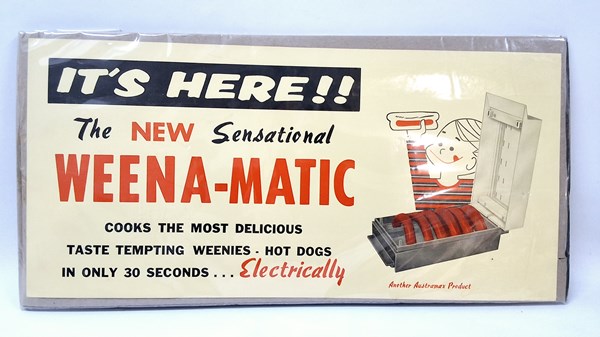 IT'S HERE!!
The NEW Sensational
WEENA-MATIC
COOKS THE MOST DELICIOUS
TASTE TEMPTING WEENIES - HOT DOGS
IN ONLY 30 SECONDS... Electrically
Another Austramax Product